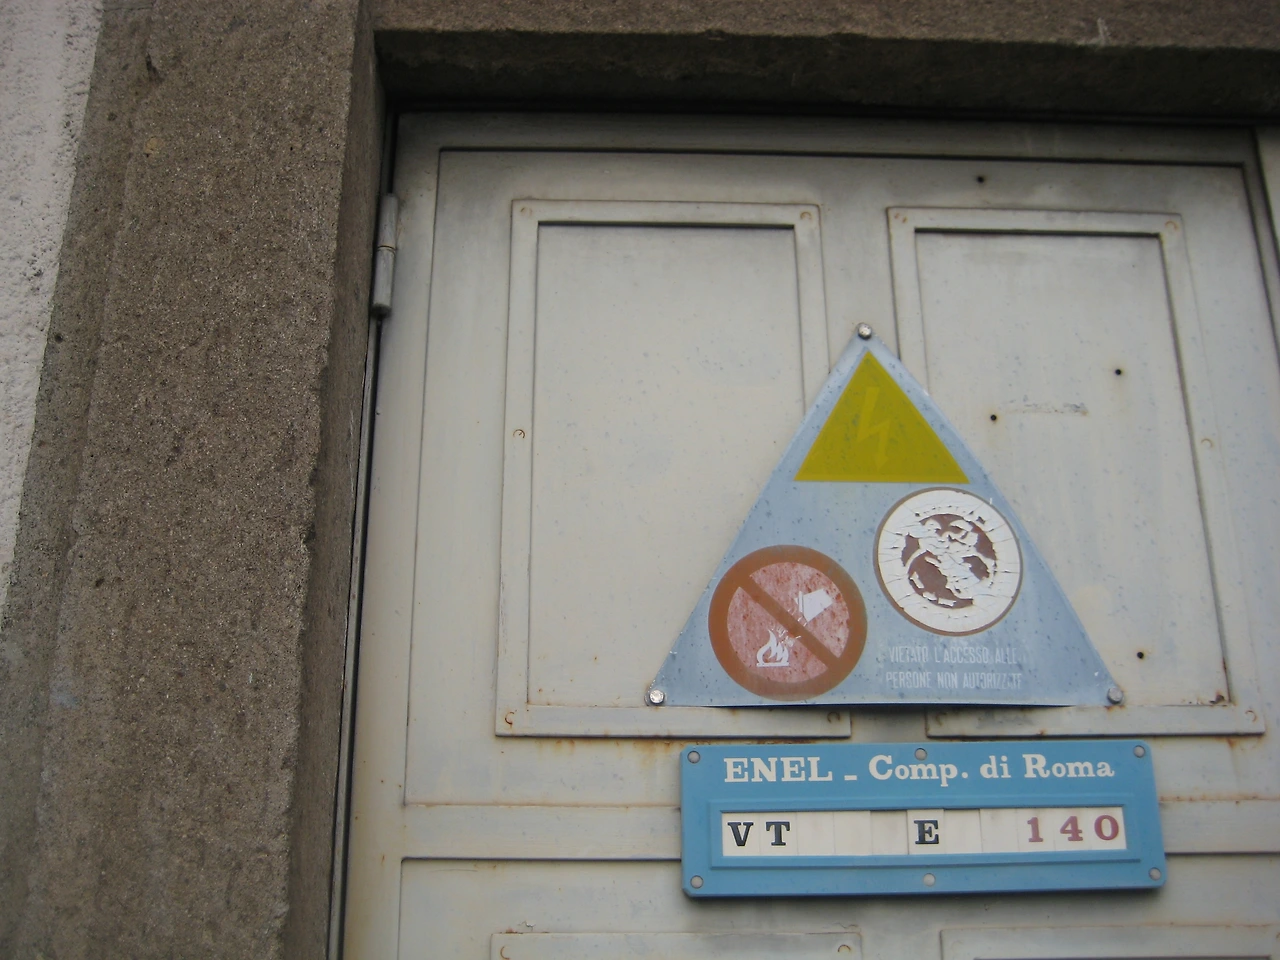 VIETATO L'ACCESSO ALLE
PERSONE NON AUTORIZZATE
ENEL - Comp. di Roma
VT E 140